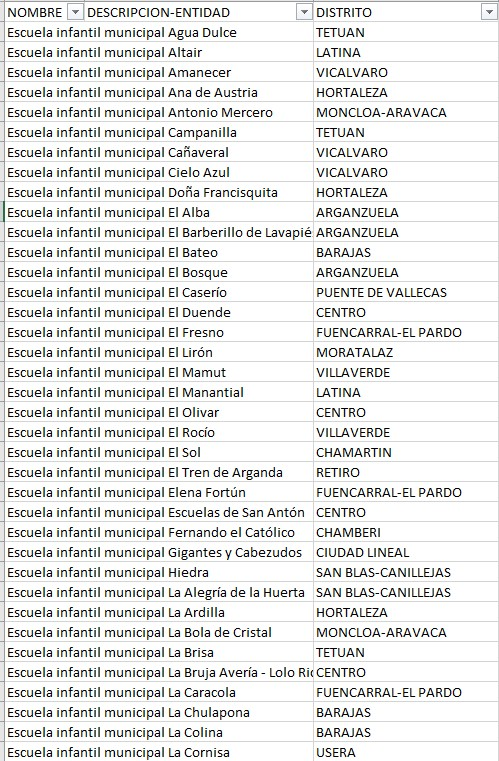 NOMBRE DESCRIPCION-ENTIDAD DISTRITO
Escuela infantil municipal Agua Dulce TETUAN
Escuela infantil municipal Altair LATINA
Escuela infantil municipal Amanecer VICALVARO
Escuela infantil municipal Ana de Austria HORTALEZA
Escuela infantil municipal Antonio Mercero MONCLOA-ARAVACA
Escuela infantil municipal Campanilla TETUAN
Escuela infantil municipal Cañaveral VICALVARO
Escuela infantil municipal Cielo Azul VICALVARO
Escuela infantil municipal Doña Francisquita HORTALEZA
Escuela infantil municipal El Alba ARGANZUELA
Escuela infantil municipal El Barberillo de Lavapié ARGANZUELA
Escuela infantil municipal El Bateo BARAJAS
Escuela infantil municipal El Bosque ARGANZUELA
Escuela infantil municipal El Caserío PUENTE DE VALLECAS
Escuela infantil municipal El Duende CENTRO
Escuela infantil municipal El Fresno FUENCARRAL-EL PARDO
Escuela infantil municipal El Lirón MORATALAZ
Escuela infantil municipal El Mamut VILLAVERDE
Escuela infantil municipal El Manantial LATINA
Escuela infantil municipal El Olivar CENTRO
Escuela infantil municipal El Rocío VILLAVERDE
Escuela infantil municipal El Sol CHAMARTIN
Escuela infantil municipal El Tren de Arganda RETIRO
Escuela infantil municipal Elena Fortún FUENCARRAL-EL PARDO
Escuela infantil municipal Escuelas de San Antón CENTRO
Escuela infantil municipal Fernando el Católico CHAMBERI
Escuela infantil municipal Gigantes y Cabezudos CIUDAD LINEAL
Escuela infantil municipal Hiedra SAN BLAS-CANILLEJAS
Escuela infantil municipal La Alegría de la Huerta SAN BLAS-CANILLEJAS
Escuela infantil municipal La Ardilla HORTALEZA
Escuela infantil municipal La Bola de Cristal MONCLOA-ARAVACA
Escuela infantil municipal La Brisa TETUAN
Escuela infantil municipal La Bruja Avería - Lolo Ric CENTRO
Escuela infantil municipal La Caracola FUENCARRAL-EL PARDO
Escuela infantil municipal La Chulapona BARAJAS
Escuela infantil municipal La Colina BARAJAS
Escuela infantil municipal La Cornisa USERA